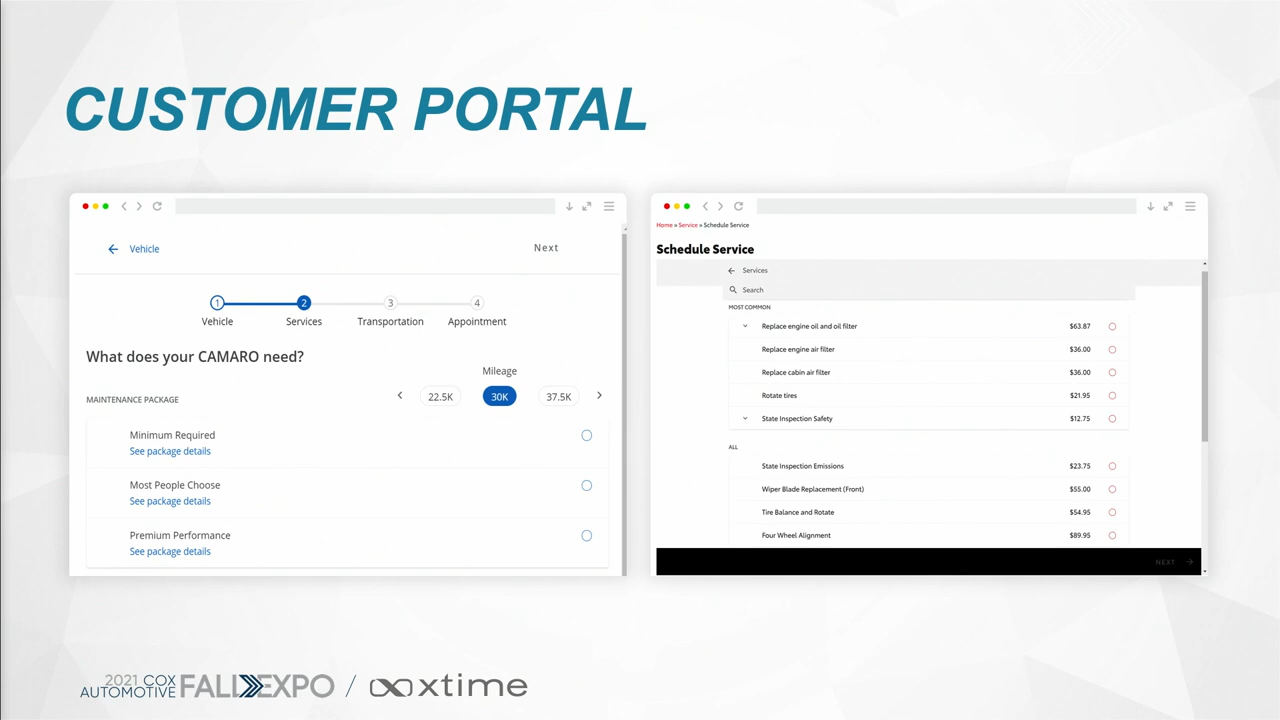 CUSTOMER PORTAL
Vehicle
Next
1 2 3 4
Vehicle Services Transportation Appointment
What does your CAMARO need?
Mileage
MAINTENANCE PACKAGE
22.5K 30K 37.5K
Minimum Required
See package details
Most People Choose
See package details
Premium Performance
See package details
Home » Service » Schedule Service
Schedule Service
Services
Search
MOST COMMON
Replace engine oil and oil filter $63.87
Replace engine air filter $36.00
Replace cabin air filter $36.00
Rotate tires $21.95
State Inspection Safety $12.75
ALL
State Inspection Emissions $23.75
Wiper Blade Replacement (Front) $55.00
Tire Balance and Rotate $54.95
Four Wheel Alignment $89.95
NEXT
2021 COX
AUTOMOTIVE FALL EXPO / xtime